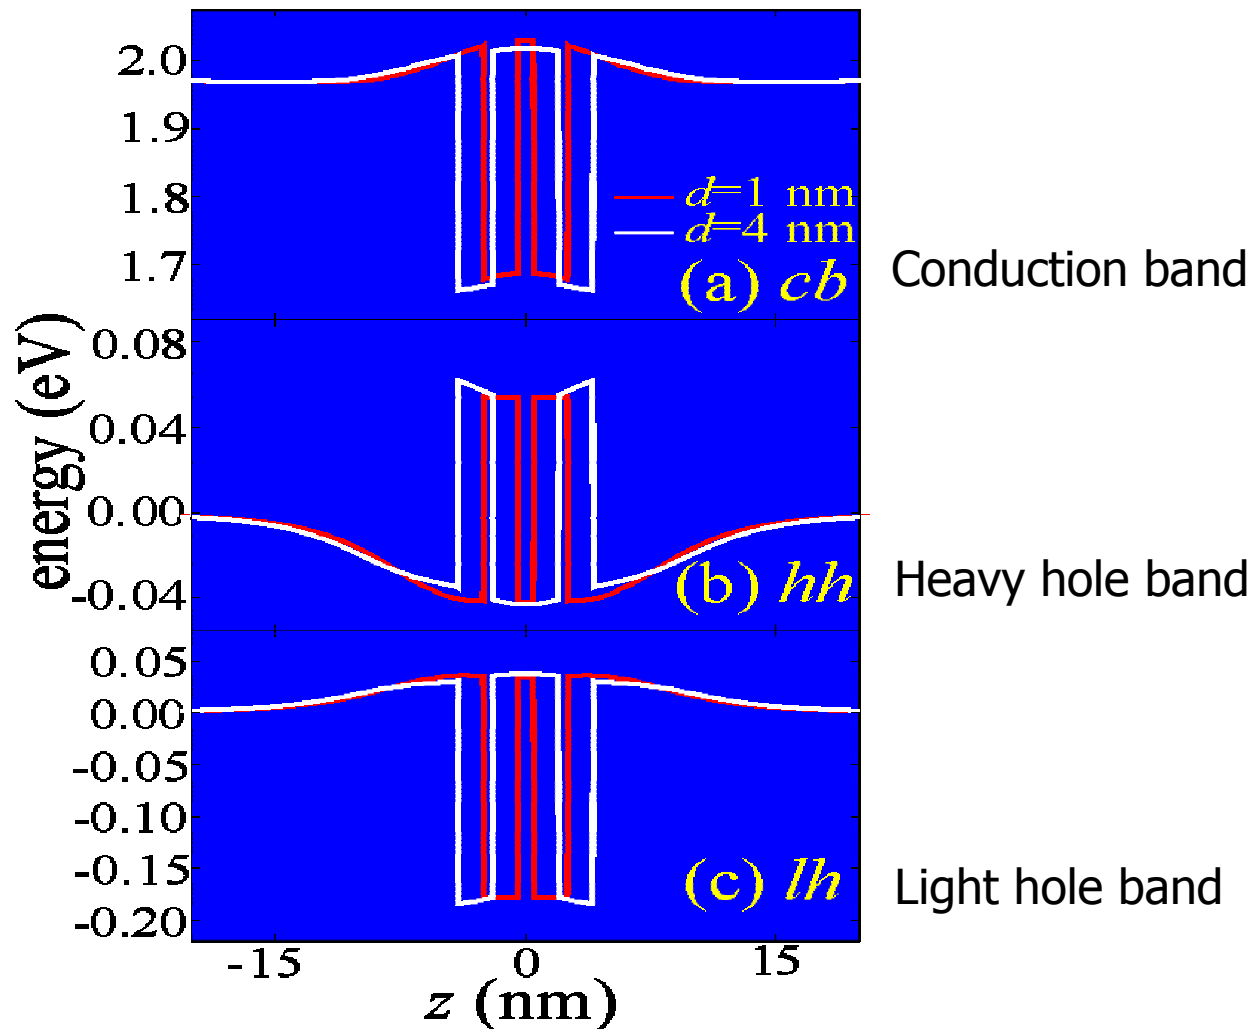 2.0
1.9
1.8
1.7
d=1 nm
d=4 nm
(a) cb
Conduction band
energy (eV)
0.08
0.04
0.00
-0.04
(b) hh
Heavy hole band
0.05
0.00
-0.05
-0.10
-0.15
-0.20
(c) lh
Light hole band
-15 0 15
z (nm)